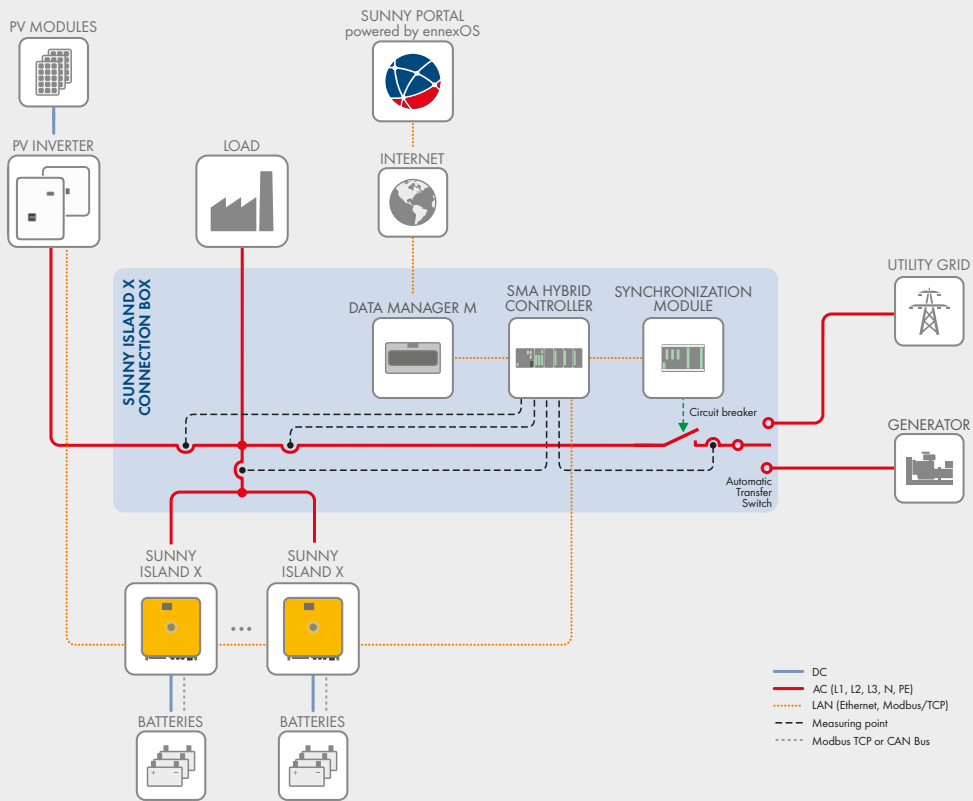 PV MODULES
SUNNY PORTAL
powered by ennexOS
PV INVERTER
LOAD
INTERNET
SUNNY ISLAND X
CONNECTION BOX
DATA MANAGER M
SMA HYBRID
CONTROLLER
SYNCHRONIZATION
MODULE
UTILITY GRID
Circuit breaker
GENERATOR
Automatic
Transfer
Switch
SUNNY
ISLAND X
SUNNY
ISLAND X
...
BATTERIES
BATTERIES
DC
AC (L1, L2, L3, N, PE)
LAN (Ethernet, Modbus/TCP)
Measuring point
Modbus TCP or CAN Bus